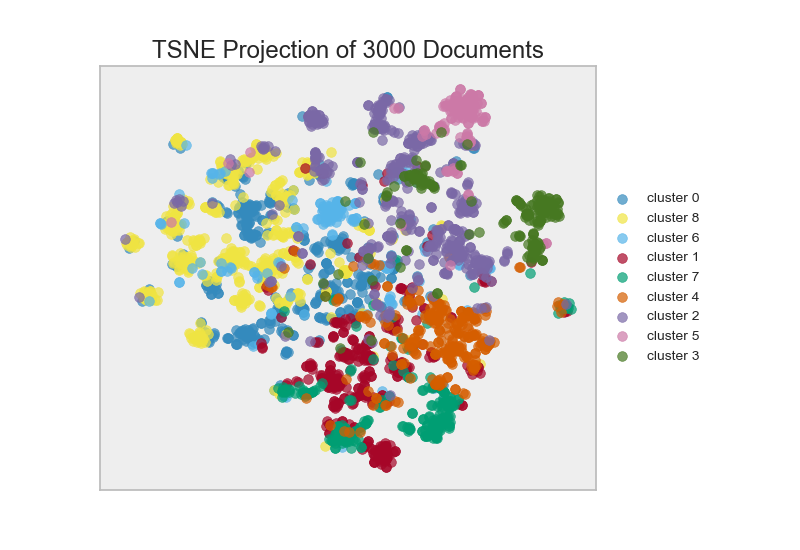 TSNE Projection of 3000 Documents
cluster 0
cluster 8
cluster 6
cluster 1
cluster 7
cluster 4
cluster 2
cluster 5
cluster 3